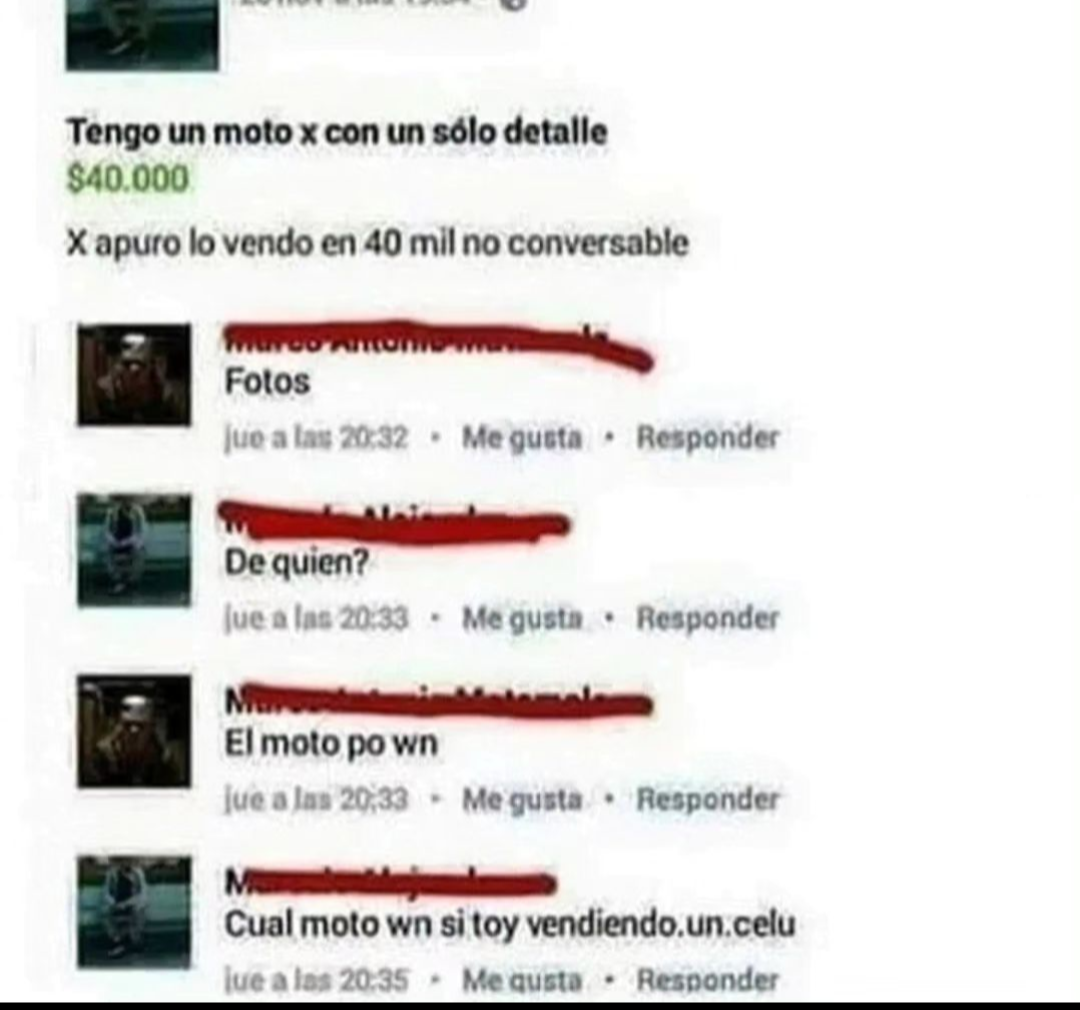 Tengo un moto x con un sólo detalle
$40.000
X apuro lo vendo en 40 mil no conversable
Fotos
jue a las 20:32 · Me gusta · Responder
De quien?
jue a las 20:33 · Me gusta · Responder
El moto po wn
jue a las 20:33 · Me gusta · Responder
Cual moto wn si toy vendiendo.un.celu
jue a las 20:35 · Me gusta · Responder